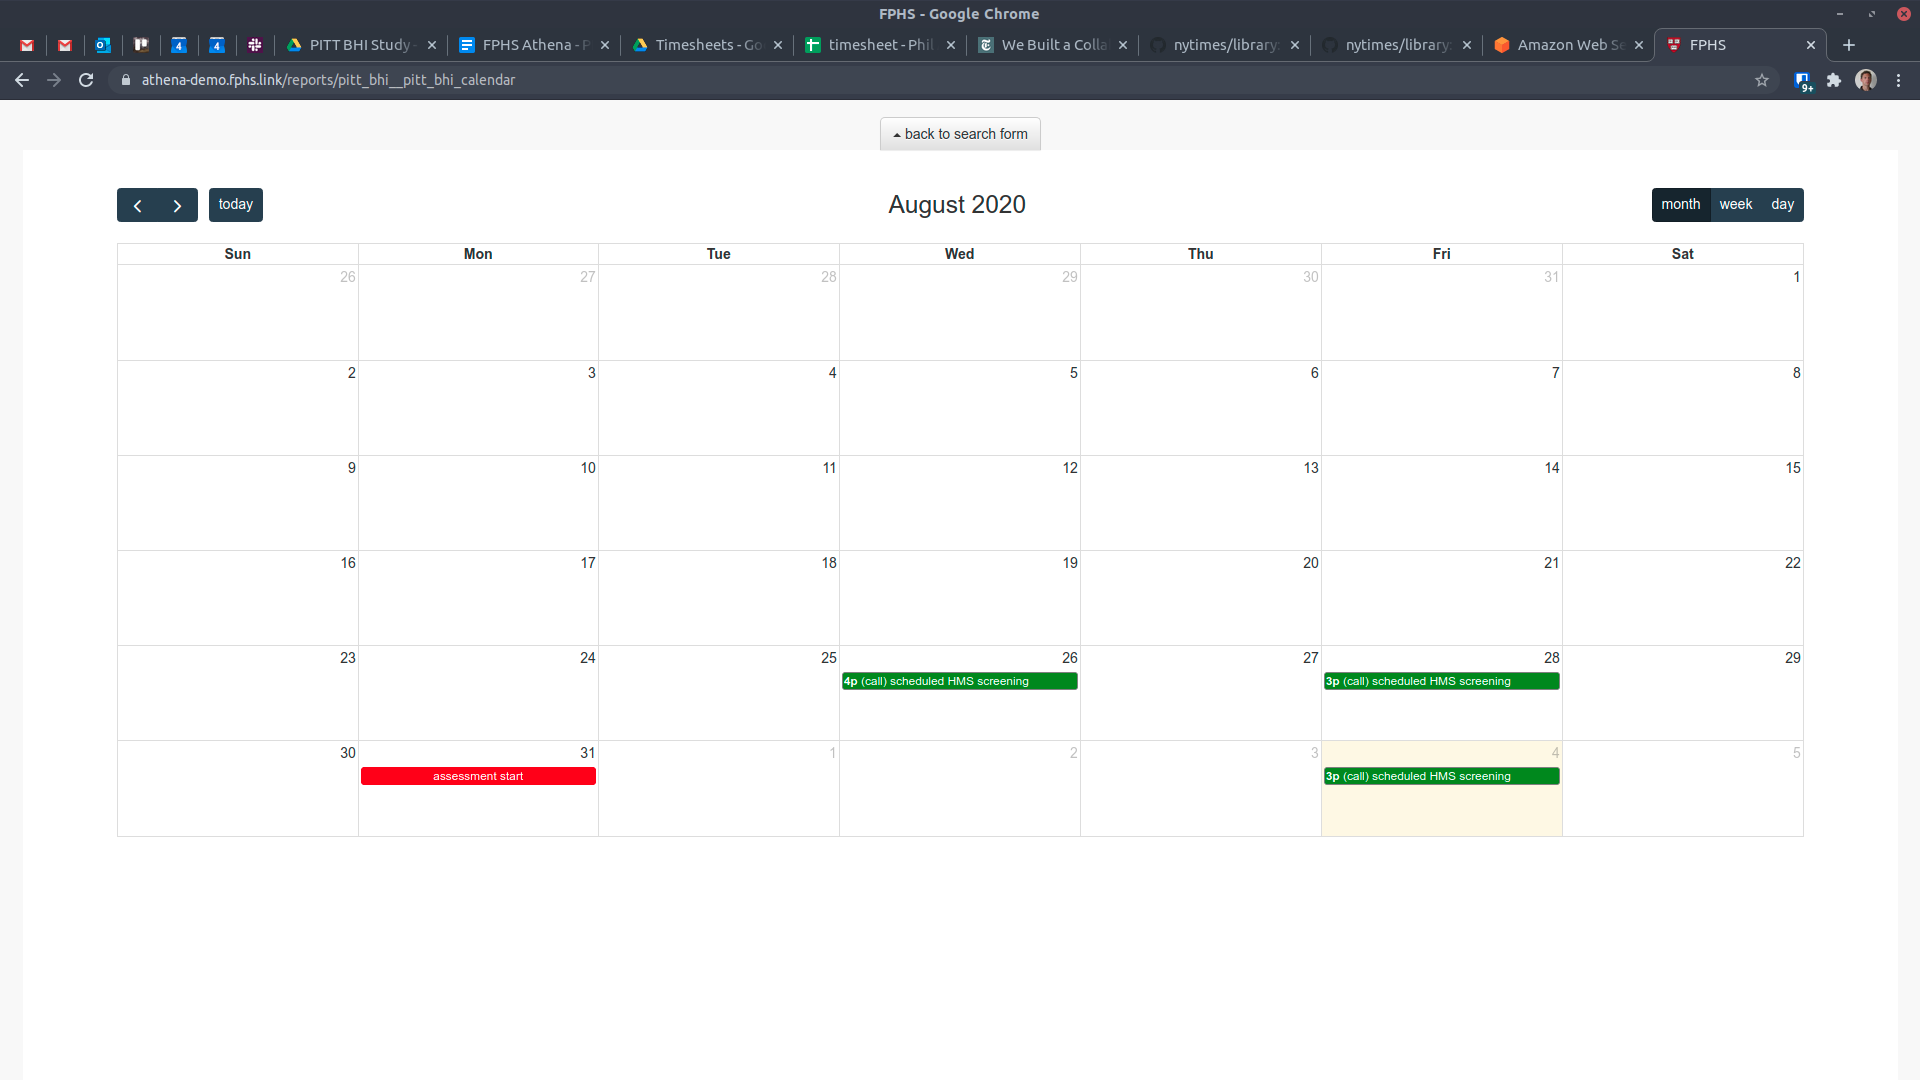 FPHS - Google Chrome
4
4
PITT BHI Study
FPHS Athena - P
Timesheets - Go
timesheet - Phil
We Built a Colla
nytimes/library:
nytimes/library:
Amazon Web Se
FPHS
athena-demo.fphs.link/reports/pitt_bhi__pitt_bhi_calendar
9+
back to search form
today
August 2020
month week day
Sun Mon Tue Wed Thu Fri Sat
26 27 28 29 30 31 1
2 3 4 5 6 7 8
9 10 11 12 13 14 15
16 17 18 19 20 21 22
23 24 25 26 27 28 29
4p (call) scheduled HMS screening
3p (call) scheduled HMS screening
30 31 1 2 3 4 5
assessment start
3p (call) scheduled HMS screening